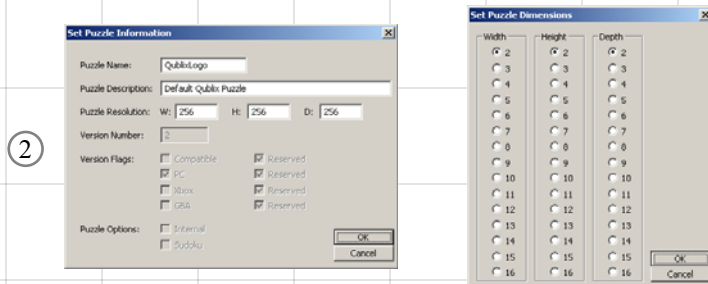 Set Puzzle Information
Puzzle Name: QublixLogo
Puzzle Description: Default Qublix Puzzle
Puzzle Resolution: W: 256 H: 256 D: 256
Version Number: 2
Version Flags: Compatible Reserved
PC Reserved
Xbox Reserved
GBA Reserved
Puzzle Options: Internal
Sudoku
OK
Cancel
2
Set Puzzle Dimensions
Width Height Depth
2 2 2
3 3 3
4 4 4
5 5 5
6 6 6
7 7 7
8 8 8
9 9 9
10 10 10
11 11 11
12 12 12
13 13 13
14 14 14
15 15 15
16 16 16
OK
Cancel